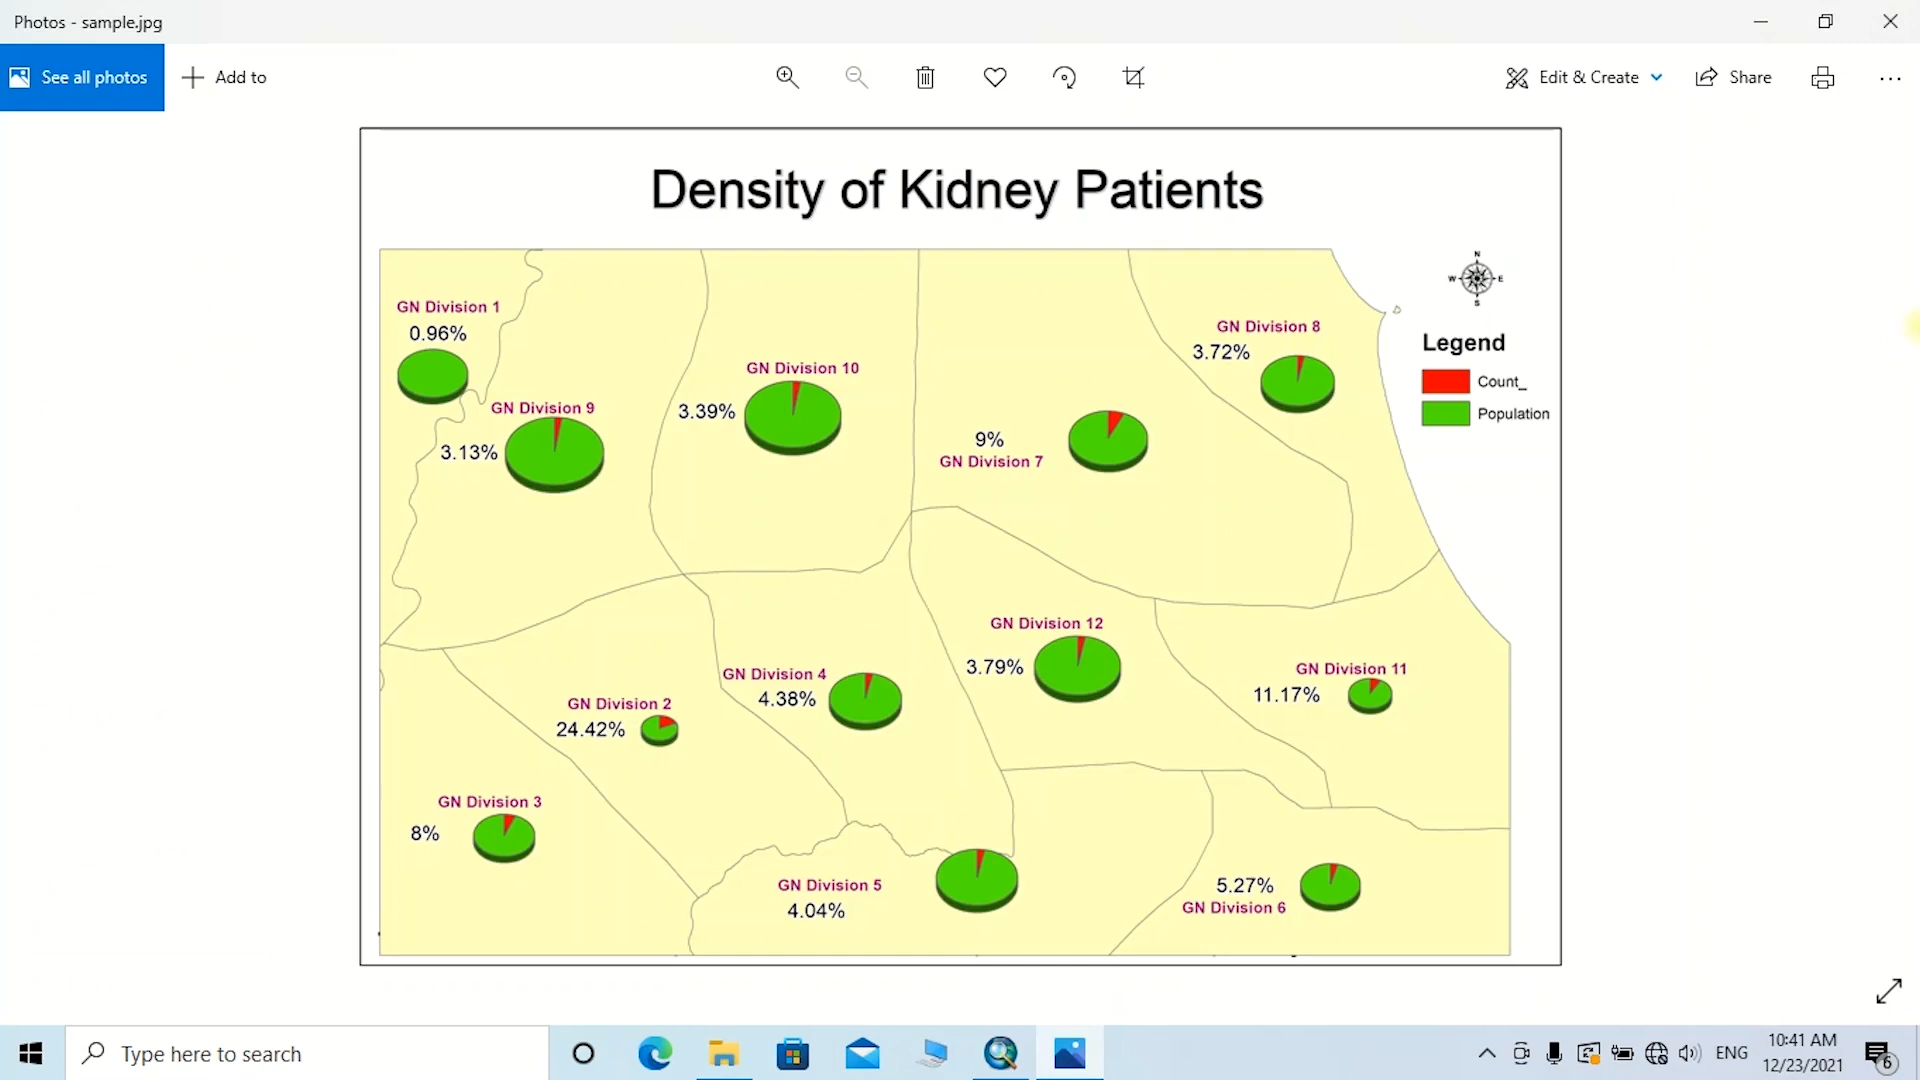 Photos - sample.jpg
See all photos
Add to
Edit & Create
Share
Density of Kidney Patients
N
W E
S
GN Division 1
0.96%
GN Division 8
3.72%
Legend
Count_
Population
GN Division 10
3.39%
GN Division 9
3.13%
9%
GN Division 7
GN Division 12
3.79%
GN Division 4
4.38%
GN Division 11
11.17%
GN Division 2
24.42%
GN Division 3
8%
GN Division 5
4.04%
5.27%
GN Division 6
Type here to search
ENG
10:41 AM
12/23/2021
6